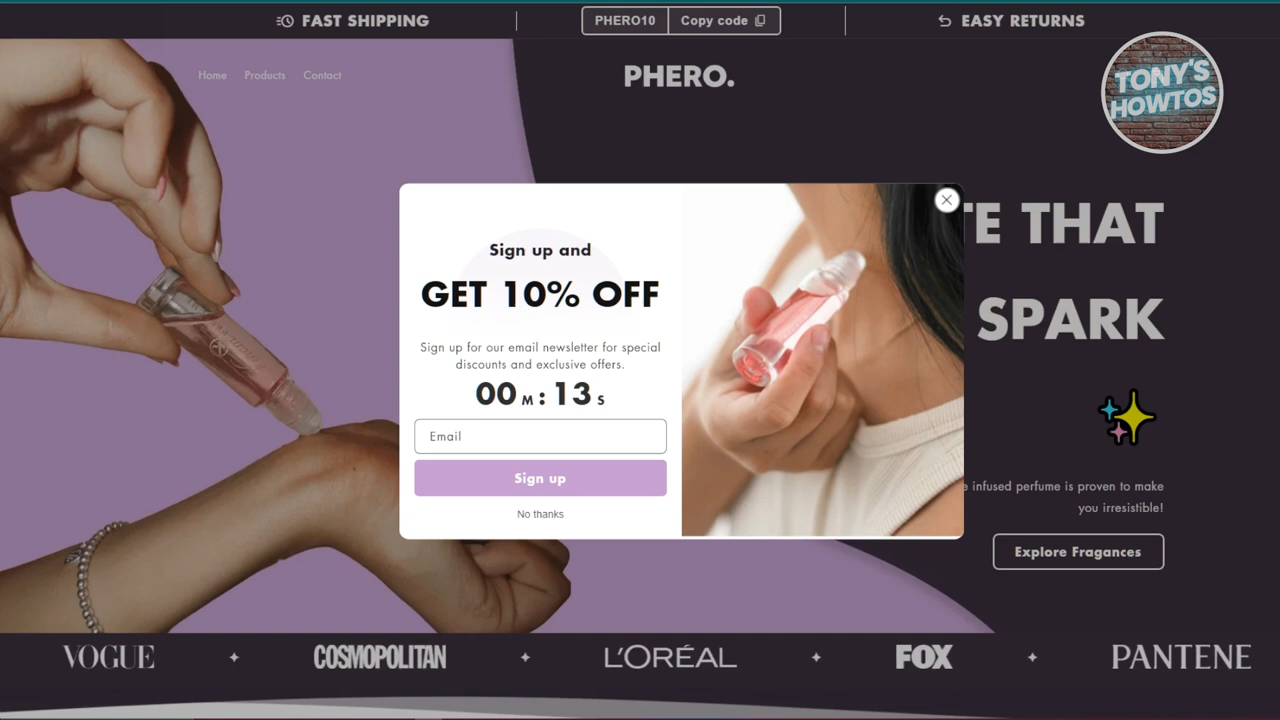 FAST SHIPPING
PHERO10
Copy code
EASY RETURNS
Home
Products
Contact
PHERO.
TONY'S
HOWTOS
TE THAT
SPARK
Sign up and
GET 10% OFF
Sign up for our email newsletter for special
discounts and exclusive offers.
00 M : 13 S
Email
Sign up
No thanks
infused perfume is proven to make
you irresistible!
Explore Fragances
VOGUE
COSMOPOLITAN
L'ORÉAL
FOX
PANTENE